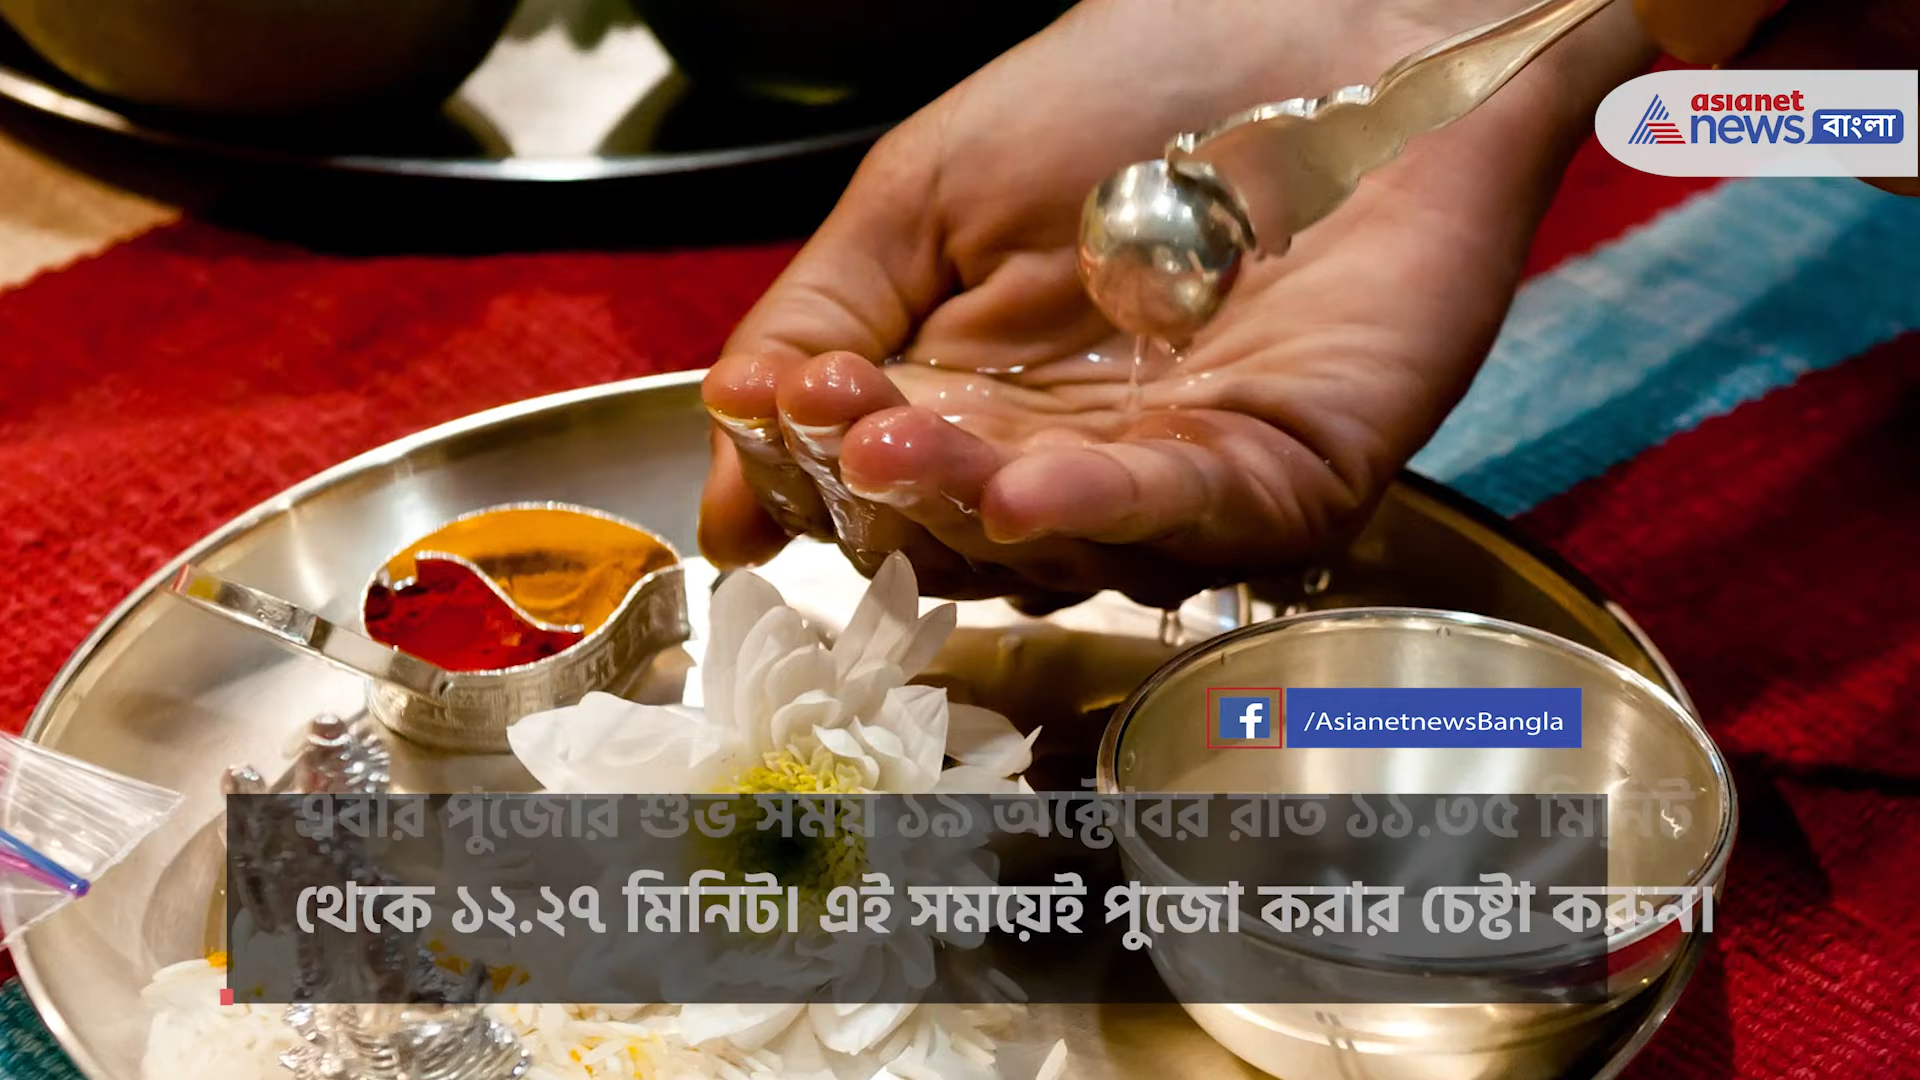 asianet
news বাংলা
f /AsianetnewsBangla
এবার পুজোর শুভ সময় ১৯ অক্টোবর রাত ১১.৩৫ মিনিট
থেকে ১২.২৭ মিনিট। এই সময়েই পুজো করার চেষ্টা করুন।